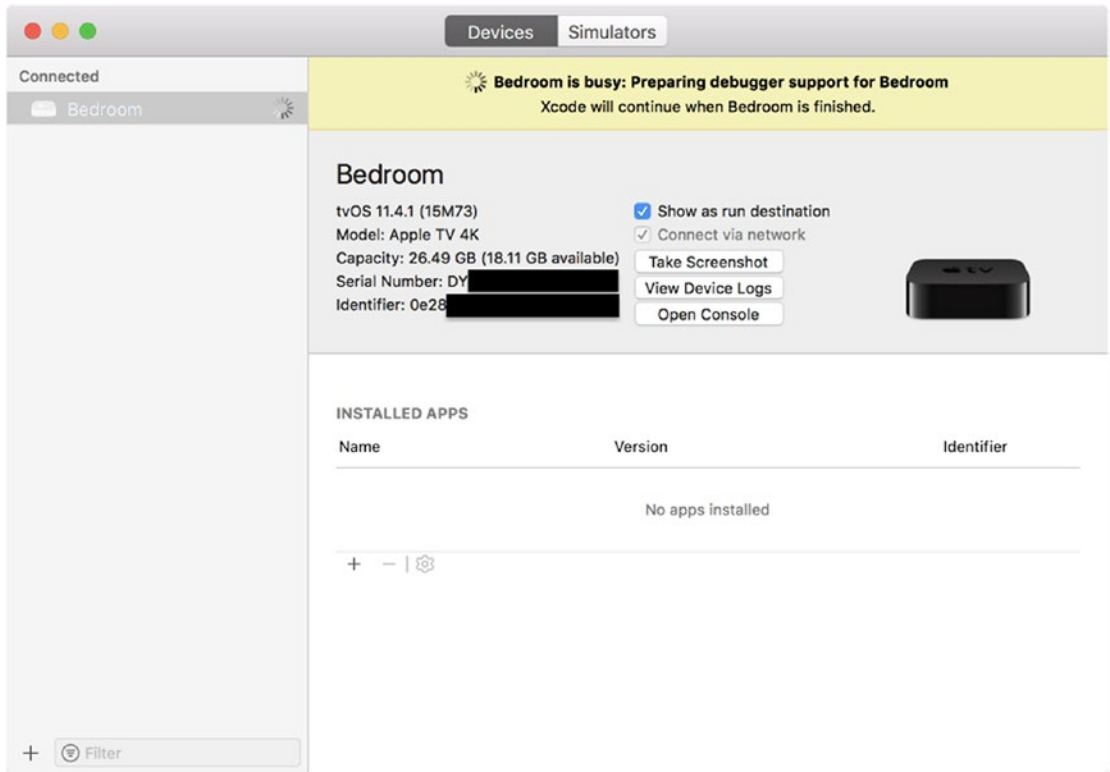 Devices Simulators
Connected
Bedroom
Bedroom is busy: Preparing debugger support for Bedroom
Xcode will continue when Bedroom is finished.
Bedroom
tvOS 11.4.1 (15M73)
Model: Apple TV 4K
Capacity: 26.49 GB (18.11 GB available)
Serial Number: DY
Identifier: 0e28
Show as run destination
Connect via network
Take Screenshot
View Device Logs
Open Console
tv
INSTALLED APPS
Name Version Identifier
No apps installed
Filter